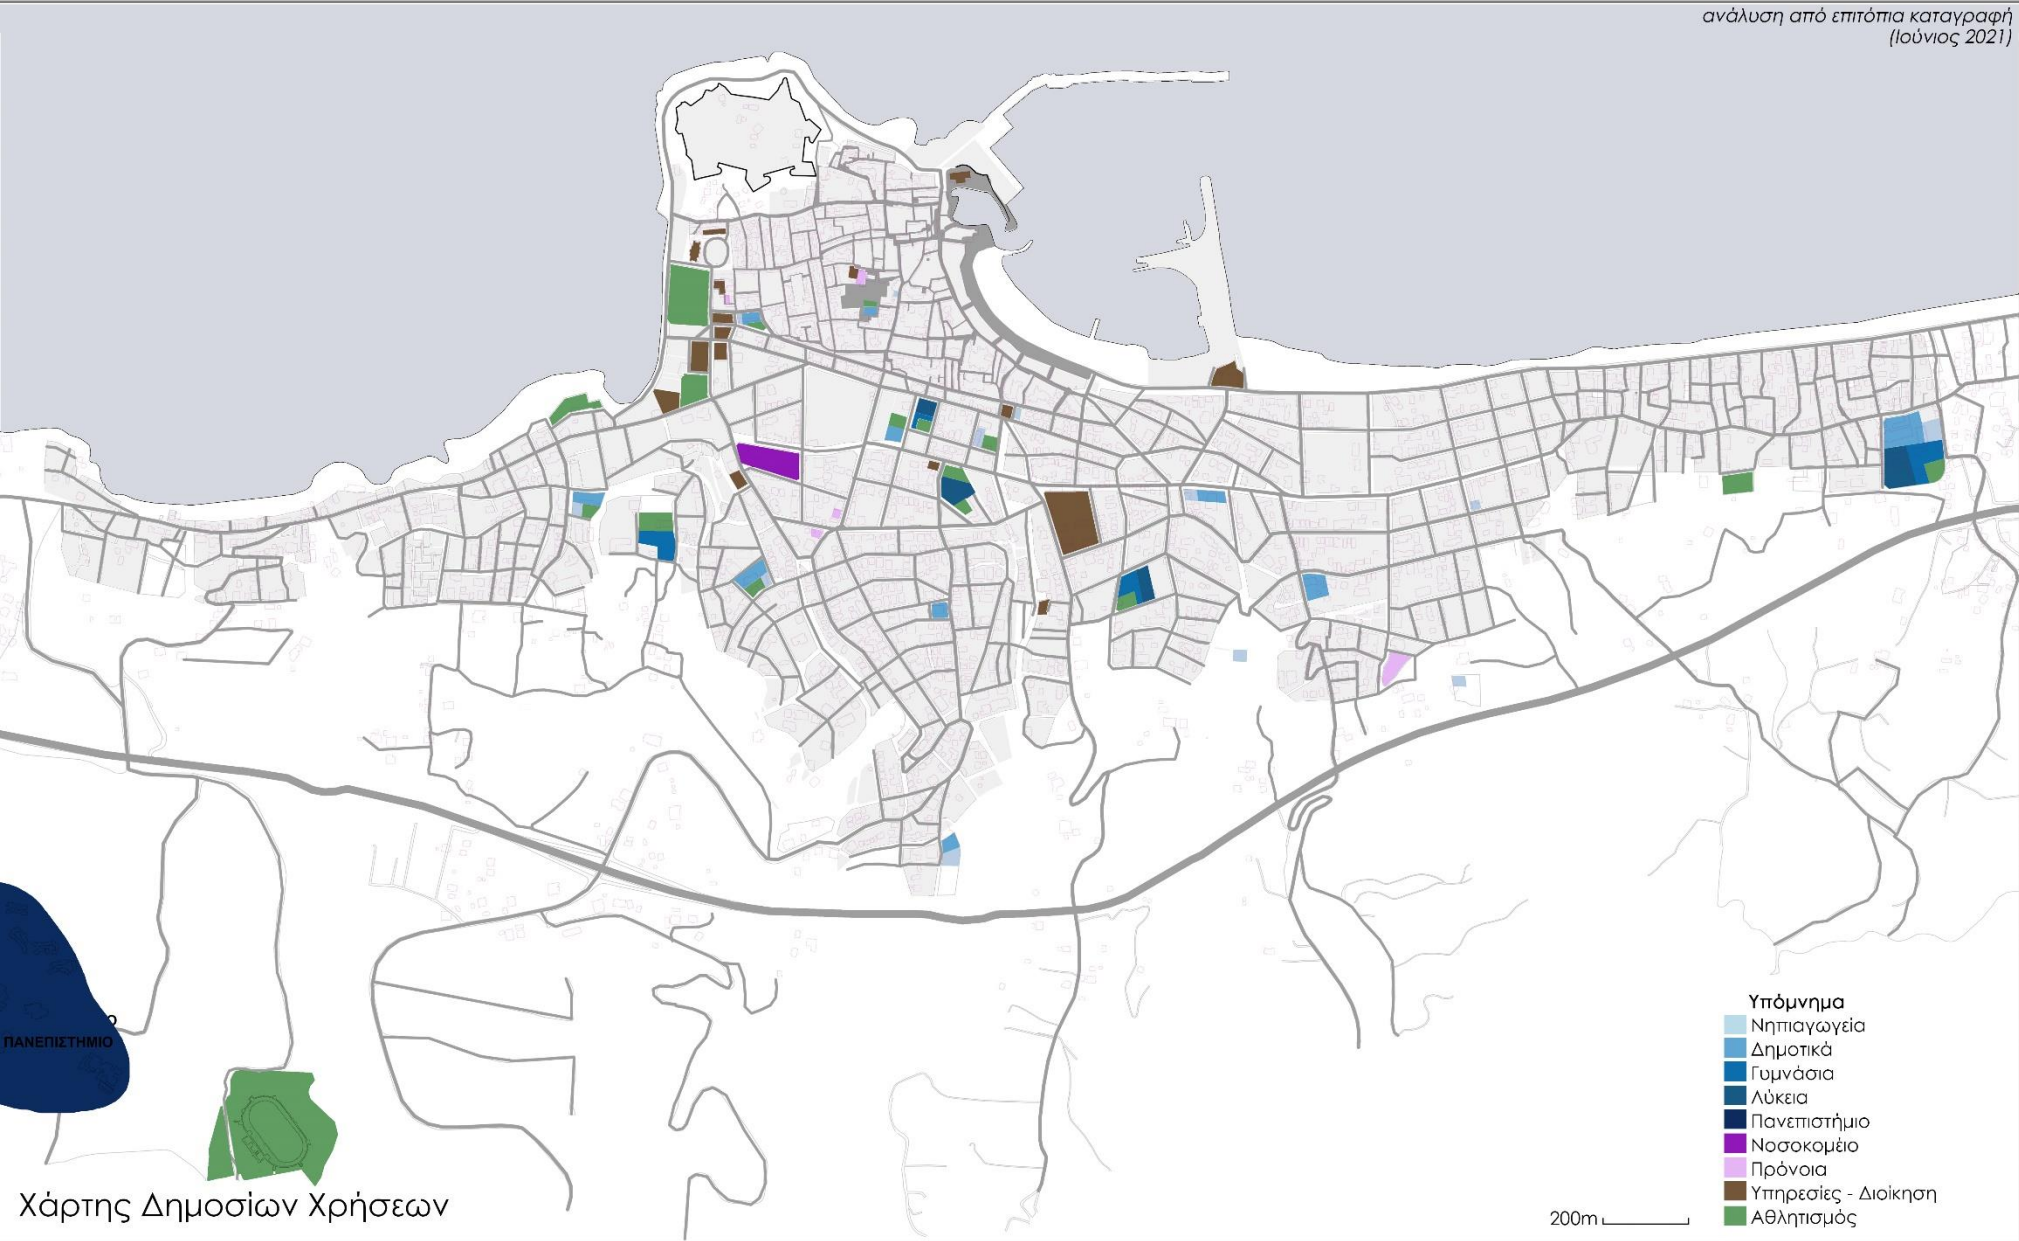 ανάλυση από επιτόπια καταγραφή
(Ιούνιος 2021)
ΠΑΝΕΠΙΣΤΗΜΙΟ
Υπόμνημα
Νηπιαγωγεία
Δημοτικά
Γυμνάσια
Λύκεια
Πανεπιστήμιο
Νοσοκομείο
Πρόνοια
Υπηρεσίες - Διοίκηση
Αθλητισμός
200m
Χάρτης Δημοσίων Χρήσεων